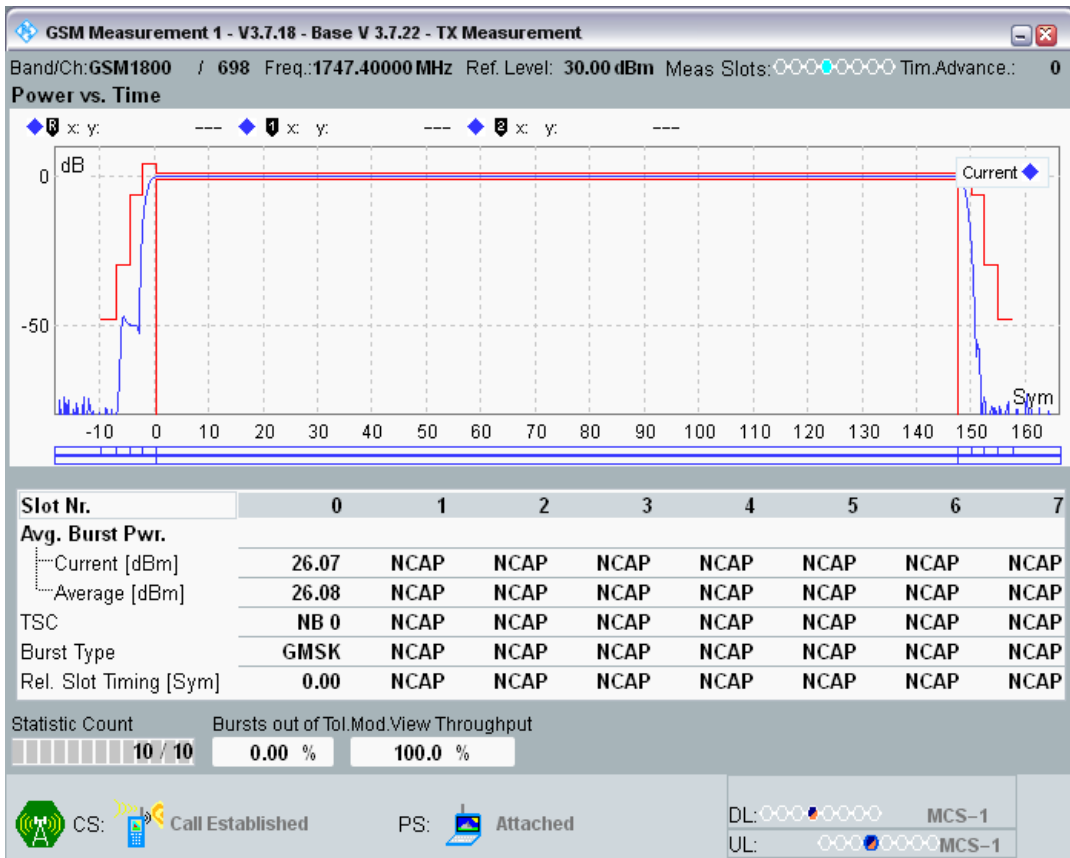 GSM Measurement 1 - V3.7.18 - Base V 3.7.22 - TX Measurement
Band/Ch:GSM1800 / 698 Freq.:1747.40000 MHz Ref. Level: 30.00 dBm Meas Slots: Tim.Advance.: 0
Power vs. Time
R x: y: --- 1 x: y: --- 2 x: y: ---
dB
Current
0
-50
Sym
-10 0 10 20 30 40 50 60 70 80 90 100 110 120 130 140 150 160
Slot Nr. 0 1 2 3 4 5 6 7
Avg. Burst Pwr.
Current [dBm] 26.07 NCAP NCAP NCAP NCAP NCAP NCAP NCAP
Average [dBm] 26.08 NCAP NCAP NCAP NCAP NCAP NCAP NCAP
TSC NB 0 NCAP NCAP NCAP NCAP NCAP NCAP NCAP
Burst Type GMSK NCAP NCAP NCAP NCAP NCAP NCAP NCAP
Rel. Slot Timing [Sym] 0.00 NCAP NCAP NCAP NCAP NCAP NCAP NCAP
Statistic Count Bursts out of Tol.Mod.View Throughput
10 / 10 0.00 % 100.0 %
CS: Call Established PS: Attached
DL: MCS-1
UL: MCS-1